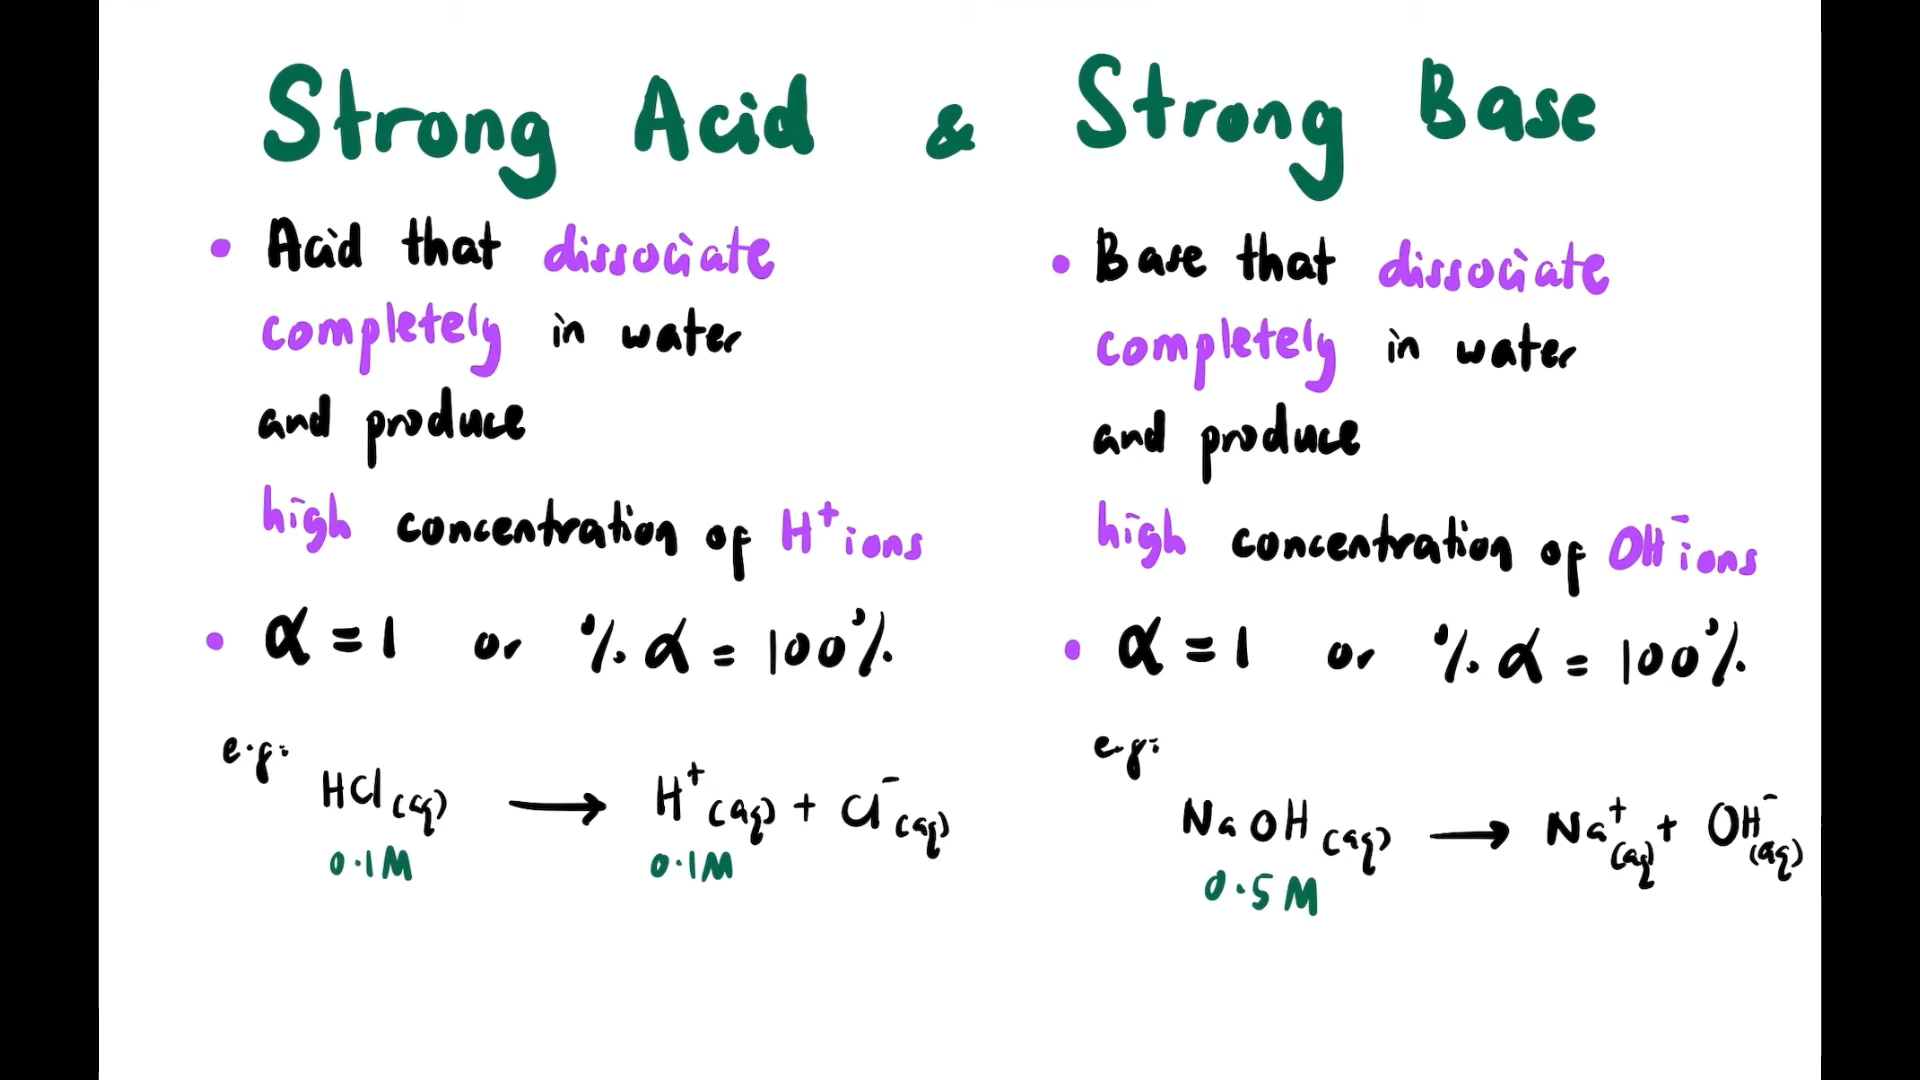 Strong Acid & Strong Base
• Acid that dissociate
completely in water
and produce
high concentration of H⁺ ions
• α = 1 or % α = 100%
e.g:
HCl(aq) ⟶ H⁺(aq) + Cl⁻(aq)
0.1M 0.1M
• Base that dissociate
completely in water
and produce
high concentration of OH⁻ ions
• α = 1 or % α = 100%
e.g:
NaOH(aq) ⟶ Na⁺(aq) + OH⁻(aq)
0.5M